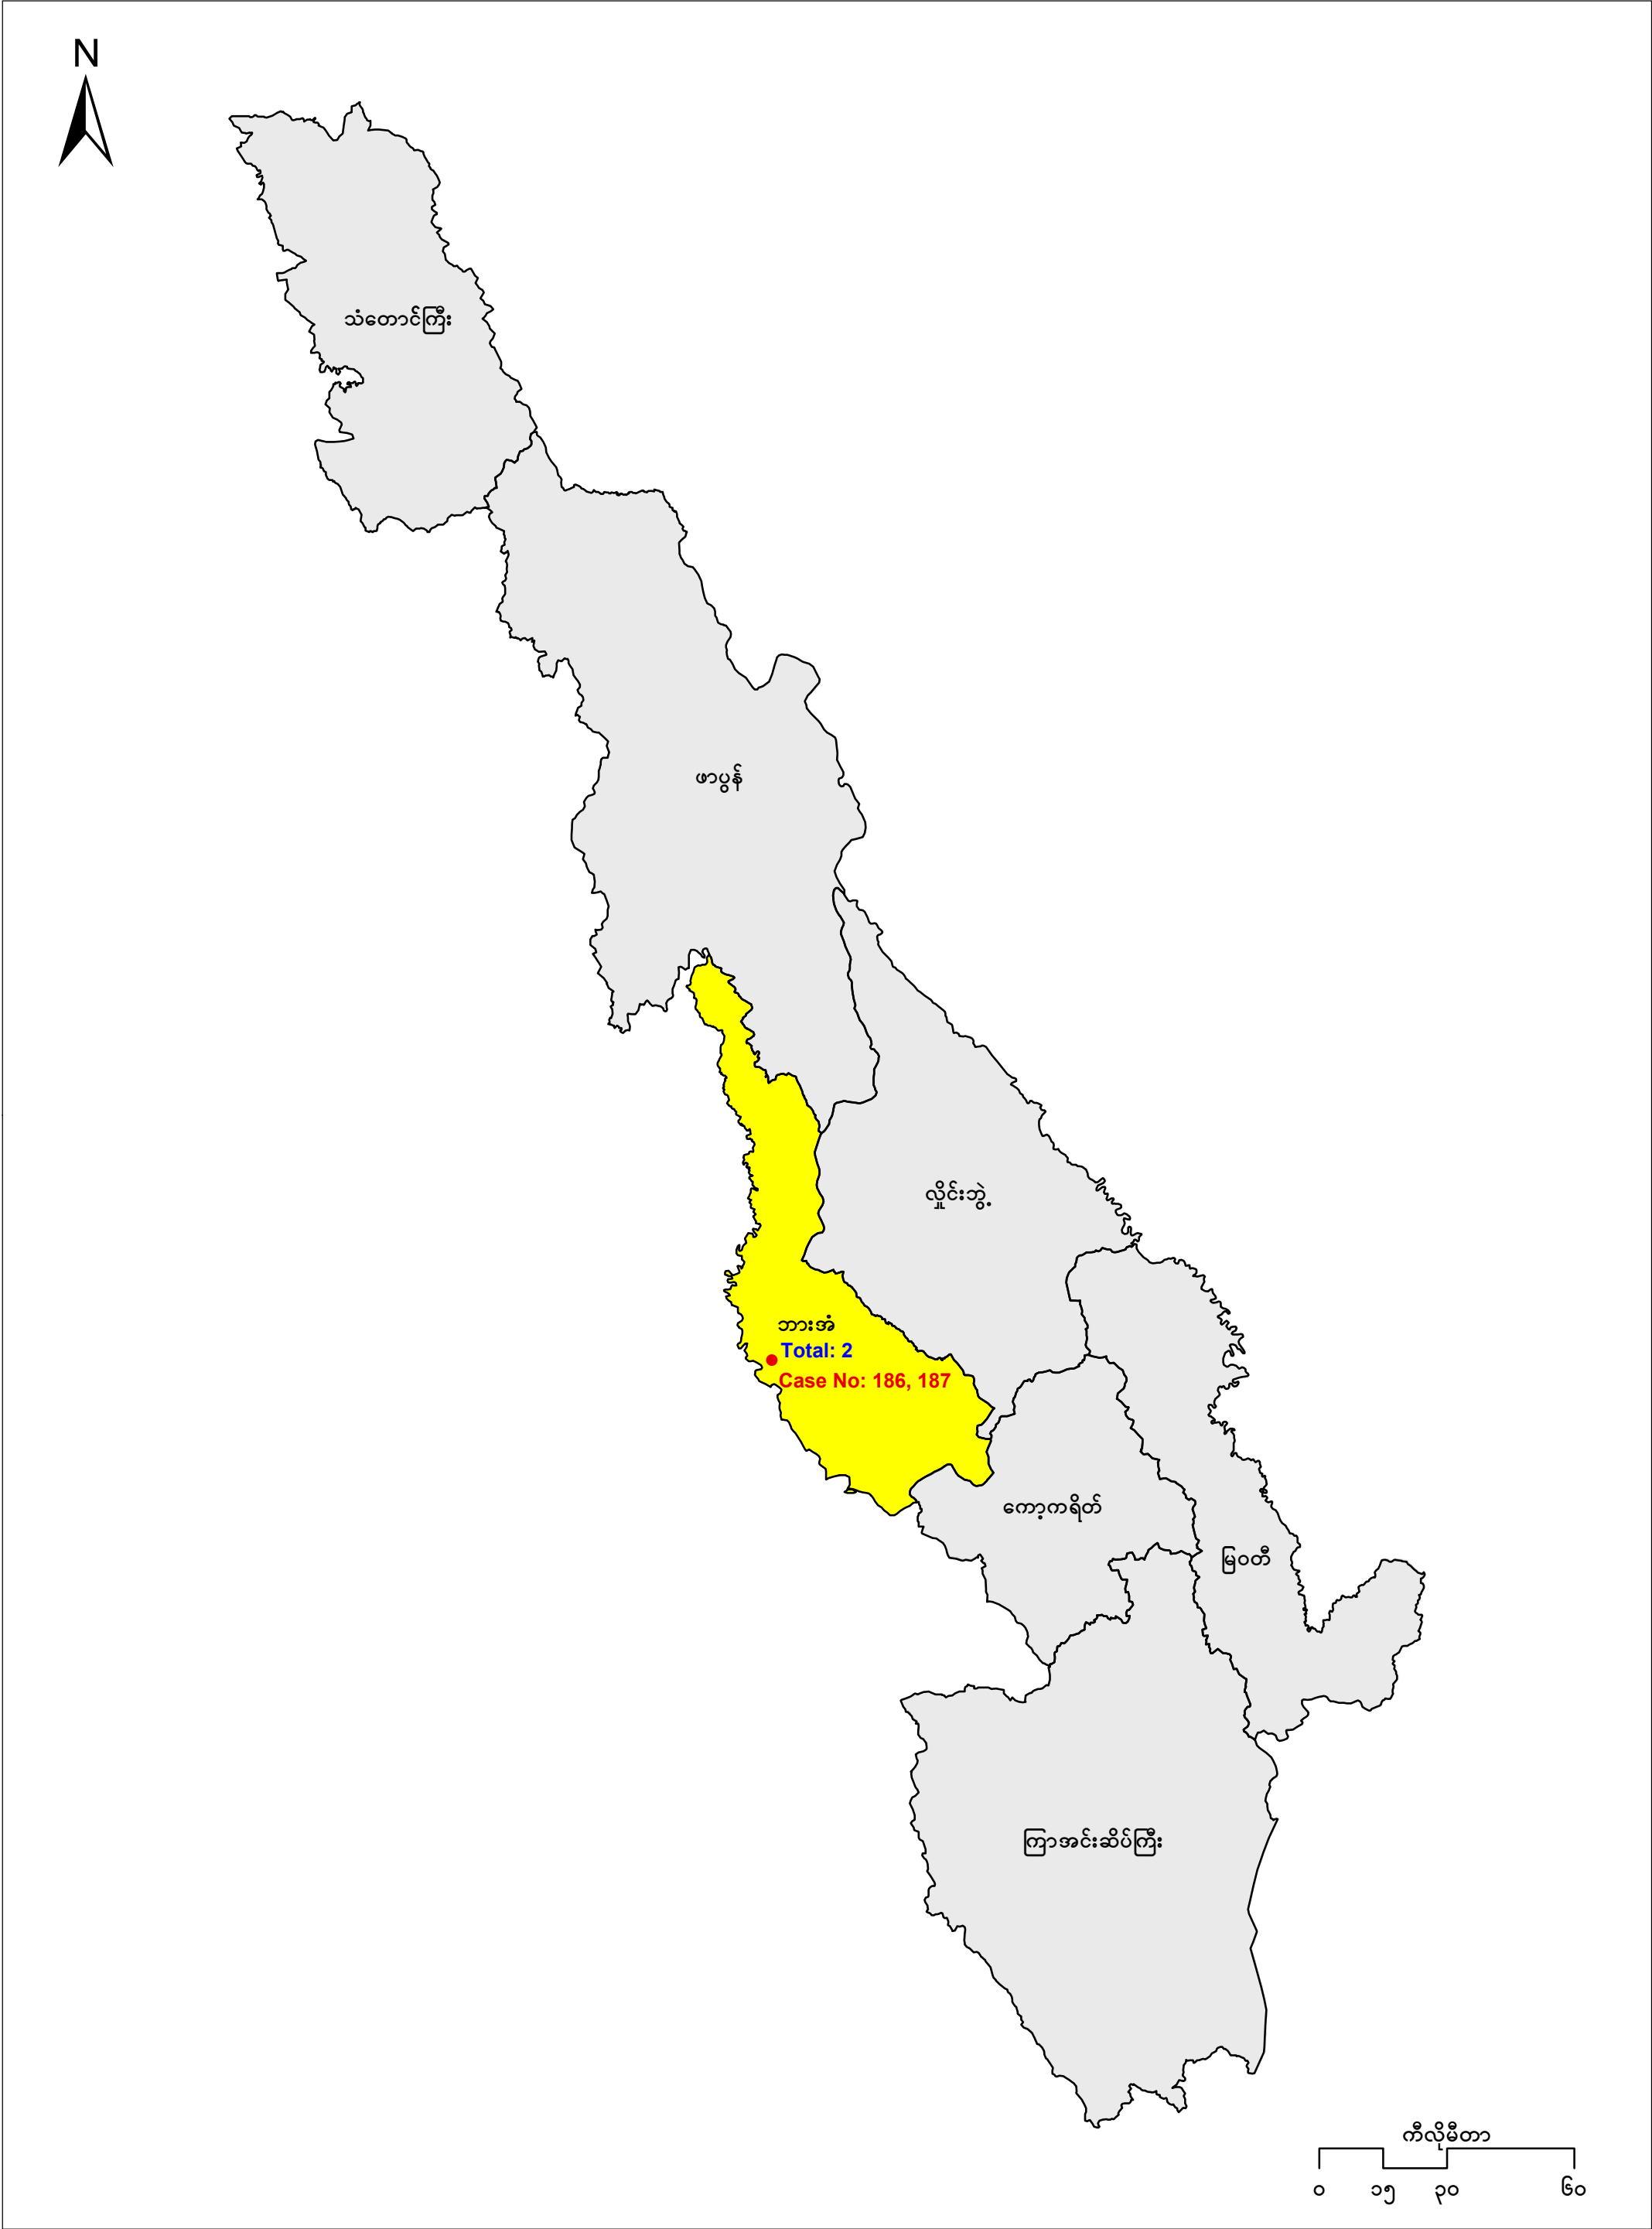 N
သံတောင်ကြီး
ဖာပွန်
လှိုင်းဘွဲ့
ဘားအံ
Total: 2
Case No: 186, 187
ကော့ကရိတ်
မြဝတီ
ကြာအင်းဆိပ်ကြီး
ကီလိုမီတာ
၀ ၁၅ ၃၀ ၆၀